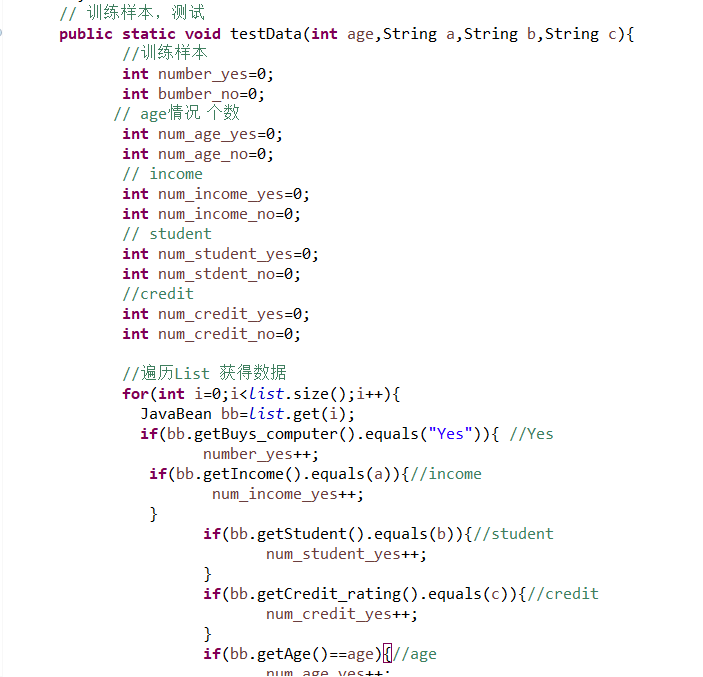 // 训练样本，测试
public static void testData(int age,String a,String b,String c){
//训练样本
int number_yes=0;
int bumber_no=0;
// age情况 个数
int num_age_yes=0;
int num_age_no=0;
// income
int num_income_yes=0;
int num_income_no=0;
// student
int num_student_yes=0;
int num_stdent_no=0;
//credit
int num_credit_yes=0;
int num_credit_no=0;
//遍历List 获得数据
for(int i=0;i<list.size();i++){
JavaBean bb=list.get(i);
if(bb.getBuys_computer().equals("Yes")){ //Yes
number_yes++;
if(bb.getIncome().equals(a)){//income
num_income_yes++;
}
if(bb.getStudent().equals(b)){//student
num_student_yes++;
}
if(bb.getCredit_rating().equals(c)){//credit
num_credit_yes++;
}
if(bb.getAge()==age){//age
num_age_yes++;